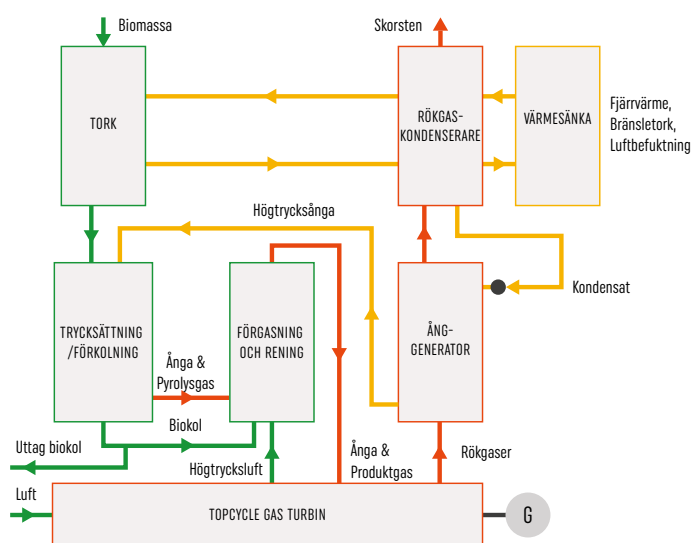 Biomassa
Skorsten
TORK
RÖKGAS-
KONDENSERARE
VÄRMESÄNKA
Fjärrvärme,
Bränsletork,
Luftbefuktning
Högtrycksånga
Kondensat
TRYCKSÄTTNING
/FÖRKOLNING
FÖRGASNING
OCH RENING
ÅNG-
GENERATOR
Ånga &
Pyrolysgas
Biokol
Uttag biokol
Högtrycksluft
Ånga &
Produktgas
Rökgaser
Luft
TOPCYCLE GAS TURBIN
G